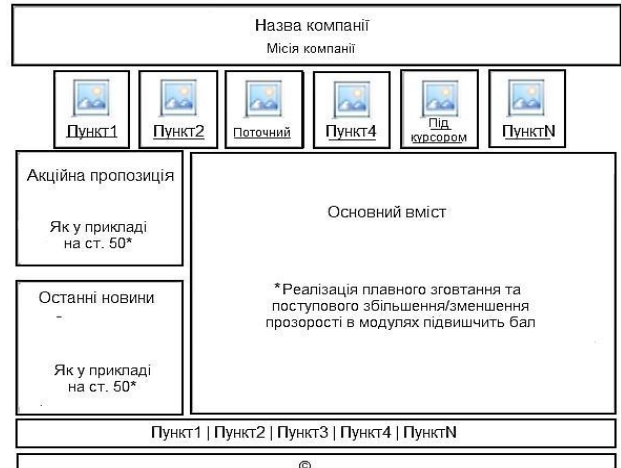 Назва компанії
Місія компанії
Пункт1 Пункт2 Поточний Пункт4 Під курсором ПунктN
Акційна пропозиція
Як у прикладі
на ст. 50*
Основний вміст
Останні новини
-
Як у прикладі
на ст. 50*
*Реалізація плавного зговтання та
поступового збільшення/зменшення
прозорості в модулях підвишчить бал
Пункт1 | Пункт2 | Пункт3 | Пункт4 | ПунктN
©